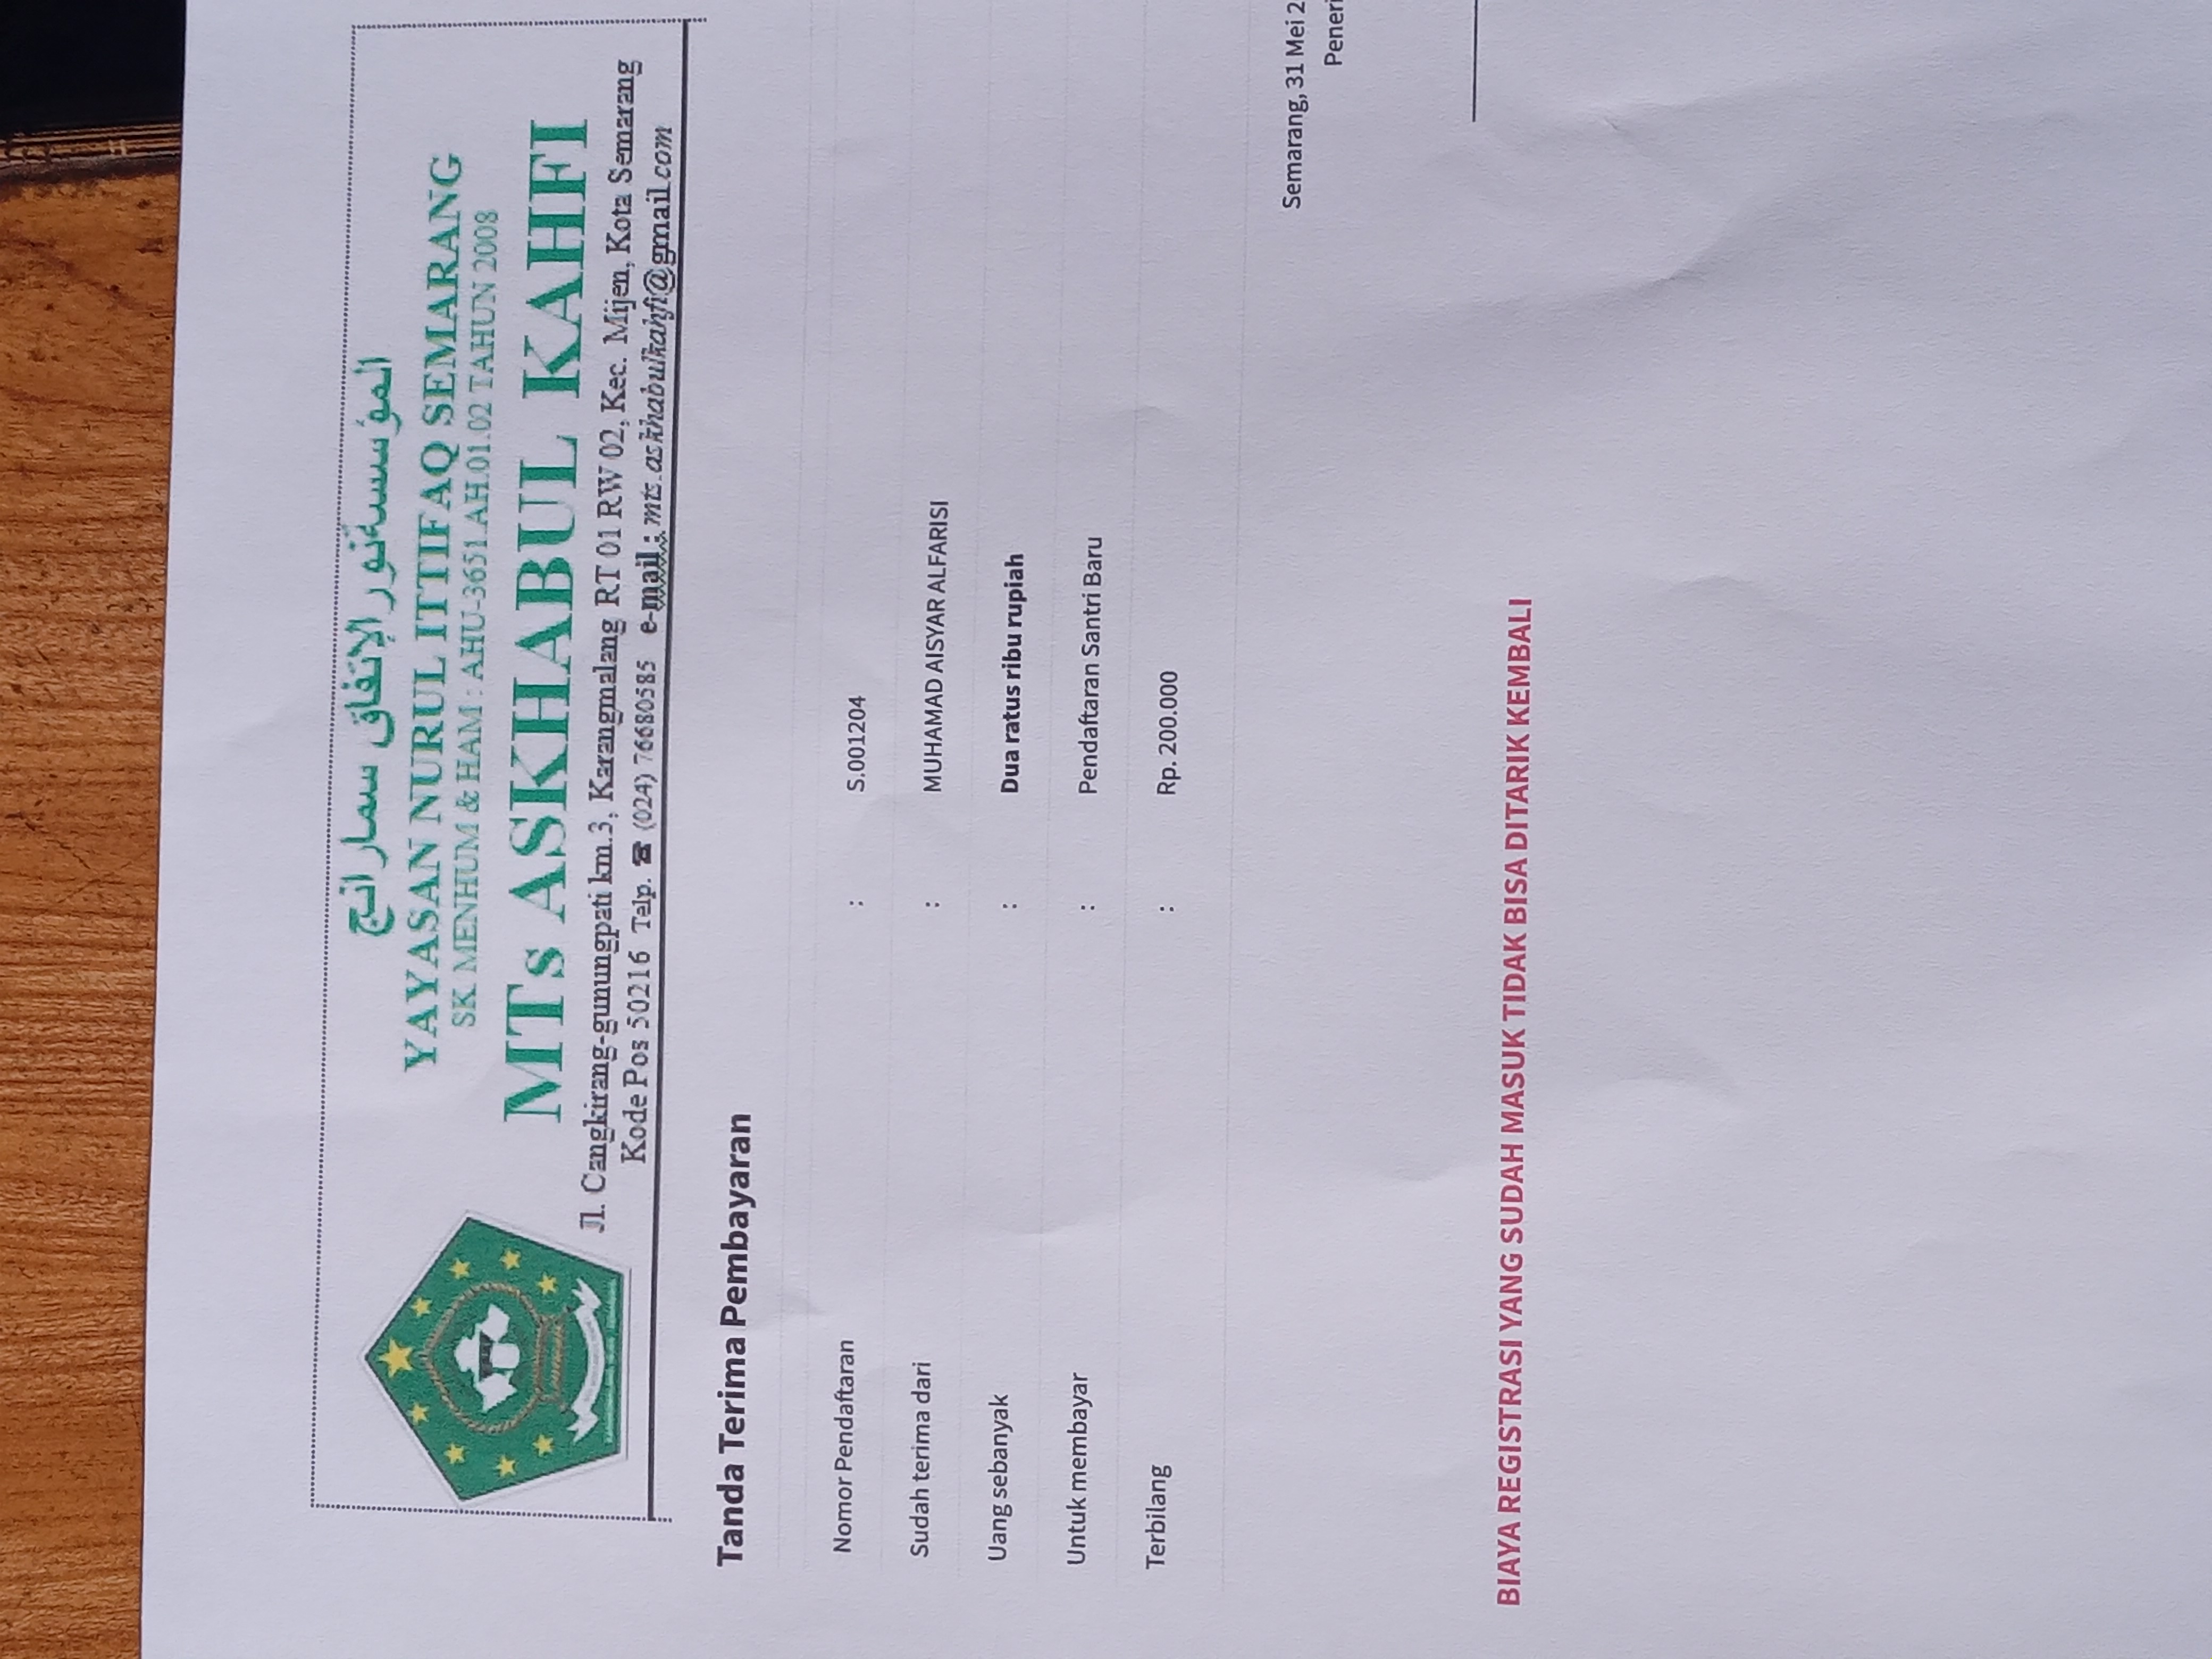 المؤسسةنور الإتفاق سمارانج
YAYASAN NURUL ITTIFAQ SEMARANG
SK. MENHUM & HAM : AHU-3651.AH.01.02 TAHUN 2008
MTs ASKHABUL KAHFI
Jl. Cangkirang-gunungpati km.3, Karangmalang RT 01 RW 02, Kec. Mijen, Kota Semarang
Kode Pos 50216 Telp. ☎ (024) 76680585 e-mail : mts.askhabulkahfi@gmail.com
Tanda Terima Pembayaran
Nomor Pendaftaran : S.001204
Sudah terima dari : MUHAMAD AISYAR ALFARISI
Uang sebanyak : Dua ratus ribu rupiah
Untuk membayar : Pendaftaran Santri Baru
Terbilang : Rp. 200.000
Semarang, 31 Mei 2
Peneri
BIAYA REGISTRASI YANG SUDAH MASUK TIDAK BISA DITARIK KEMBALI